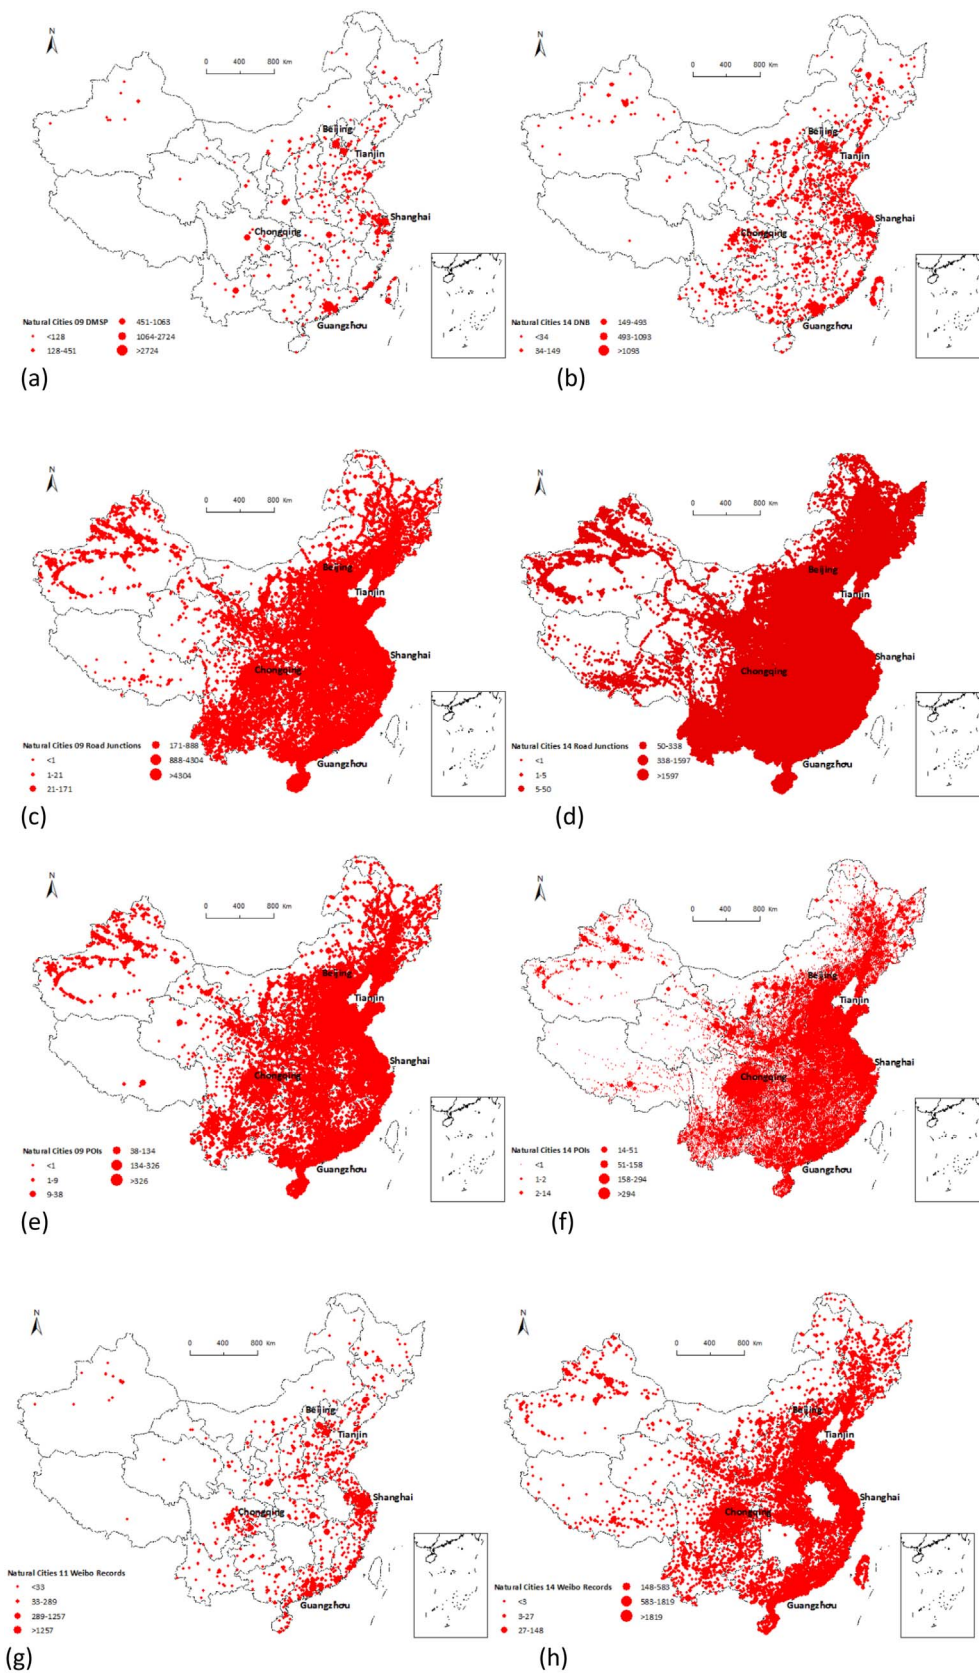 N
0 400 800 Km
Beijing
Tianjin
Shanghai
Chongqing
Guangzhou
Natural Cities 09 DMSP
<128
128-451
451-1063
1064-2724
>2724
(a)
N
0 400 800 Km
Beijing
Tianjin
Shanghai
Chongqing
Guangzhou
Natural Cities 14 DNB
<34
34-149
149-493
493-1093
>1093
(b)
N
0 400 800 Km
Beijing
Tianjin
Shanghai
Chongqing
Guangzhou
Natural Cities 09 Road Junctions
<1
1-21
21-171
171-888
888-4304
>4304
(c)
N
0 400 800 Km
Beijing
Tianjin
Shanghai
Chongqing
Guangzhou
Natural Cities 14 Road Junctions
<1
1-5
5-50
50-338
338-1597
>1597
(d)
N
0 400 800 Km
Beijing
Tianjin
Shanghai
Chongqing
Guangzhou
Natural Cities 09 POIs
<1
1-9
9-38
38-134
134-326
>326
(e)
N
0 400 800 Km
Beijing
Tianjin
Shanghai
Chongqing
Guangzhou
Natural Cities 14 POIs
<1
1-2
2-14
14-51
51-158
158-294
>294
(f)
N
0 400 800 Km
Beijing
Tianjin
Shanghai
Chongqing
Guangzhou
Natural Cities 11 Weibo Records
<33
33-289
289-1257
>1257
(g)
N
0 400 800 Km
Beijing
Tianjin
Shanghai
Chongqing
Guangzhou
Natural Cities 14 Weibo Records
<3
3-27
27-148
148-583
583-1819
>1819
(h)